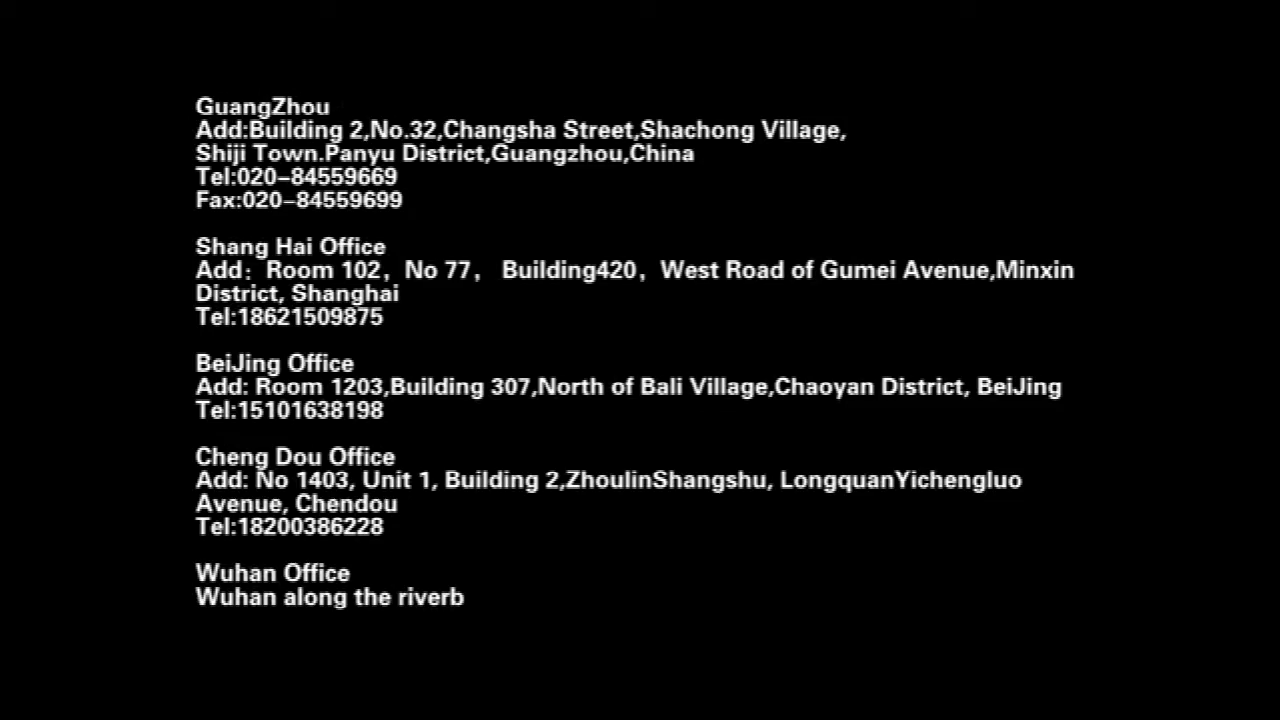 GuangZhou
Add:Building 2,No.32,Changsha Street,Shachong Village,
Shiji Town.Panyu District,Guangzhou,China
Tel:020-84559669
Fax:020-84559699
Shang Hai Office
Add：Room 102，No 77， Building420，West Road of Gumei Avenue,Minxin
District, Shanghai
Tel:18621509875
BeiJing Office
Add: Room 1203,Building 307,North of Bali Village,Chaoyan District, BeiJing
Tel:15101638198
Cheng Dou Office
Add: No 1403, Unit 1, Building 2,ZhoulinShangshu, LongquanYichengluo
Avenue, Chendou
Tel:18200386228
Wuhan Office
Wuhan along the riverb